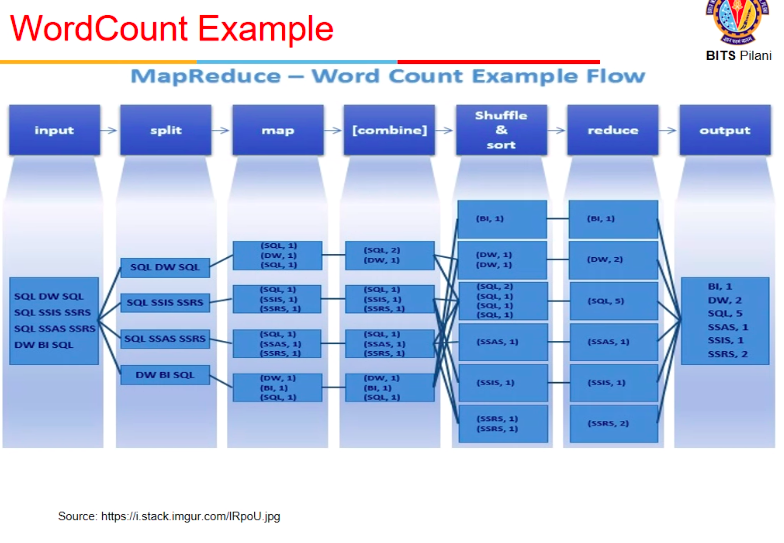 WordCount Example
BITS Pilani
MapReduce – Word Count Example Flow
input
split
map
[combine]
Shuffle
&
sort
reduce
output
SQL DW SQL
SQL SSIS SSRS
SQL SSAS SSRS
DW BI SQL
SQL DW SQL
SQL SSIS SSRS
SQL SSAS SSRS
DW BI SQL
(SQL, 1)
(DW, 1)
(SQL, 1)
(SQL, 1)
(SSIS, 1)
(SSRS, 1)
(SQL, 1)
(SSAS, 1)
(SSRS, 1)
(DW, 1)
(BI, 1)
(SQL, 1)
(SQL, 2)
(DW, 1)
(SQL, 1)
(SSIS, 1)
(SSRS, 1)
(SQL, 1)
(SSAS, 1)
(SSRS, 1)
(DW, 1)
(BI, 1)
(SQL, 1)
(BI, 1)
(DW, 1)
(DW, 1)
(SQL, 2)
(SQL, 1)
(SQL, 1)
(SQL, 1)
(SSAS, 1)
(SSIS, 1)
(SSRS, 1)
(SSRS, 1)
(BI, 1)
(DW, 2)
(SQL, 5)
(SSAS, 1)
(SSIS, 1)
(SSRS, 2)
BI, 1
DW, 2
SQL, 5
SSAS, 1
SSIS, 1
SSRS, 2
Source: https://i.stack.imgur.com/IRpoU.jpg